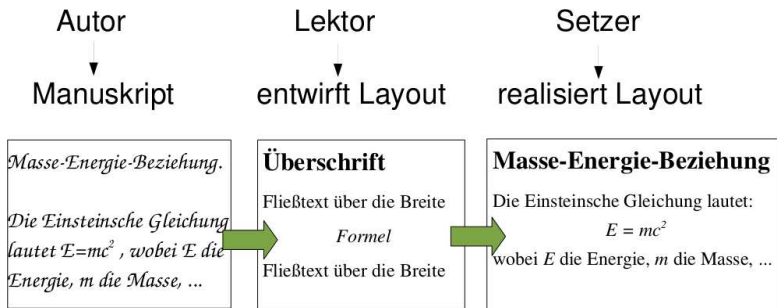 Autor
Lektor
Setzer
Manuskript
entwirft Layout
realisiert Layout
Masse-Energie-Beziehung.
Die Einsteinsche Gleichung
lautet E=mc² , wobei E die
Energie, m die Masse, ...
Überschrift
Fließtext über die Breite
Formel
Fließtext über die Breite
Masse-Energie-Beziehung
Die Einsteinsche Gleichung lautet:
E = mc²
wobei E die Energie, m die Masse, ...